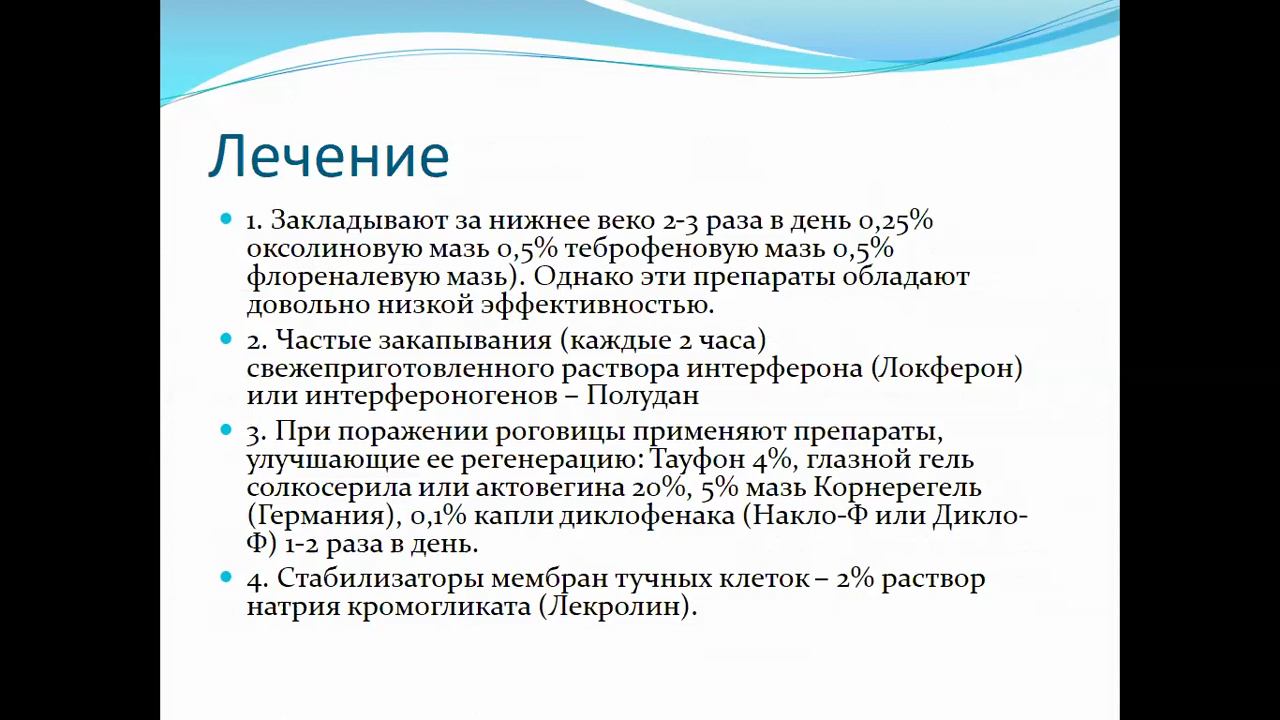 Лечение
• 1. Закладывают за нижнее веко 2-3 раза в день 0,25%
оксолиновую мазь 0,5% теброфеновую мазь 0,5%
флореналевую мазь). Однако эти препараты обладают
довольно низкой эффективностью.
• 2. Частые закапывания (каждые 2 часа)
свежеприготовленного раствора интерферона (Локферон)
или интерфероногенов – Полудан
• 3. При поражении роговицы применяют препараты,
улучшающие ее регенерацию: Тауфон 4%, глазной гель
солкосерила или актовегина 20%, 5% мазь Корнерегель
(Германия), 0,1% капли диклофенака (Накло-Ф или Дикло-
Ф) 1-2 раза в день.
• 4. Стабилизаторы мембран тучных клеток – 2% раствор
натрия кромогликата (Лекролин).